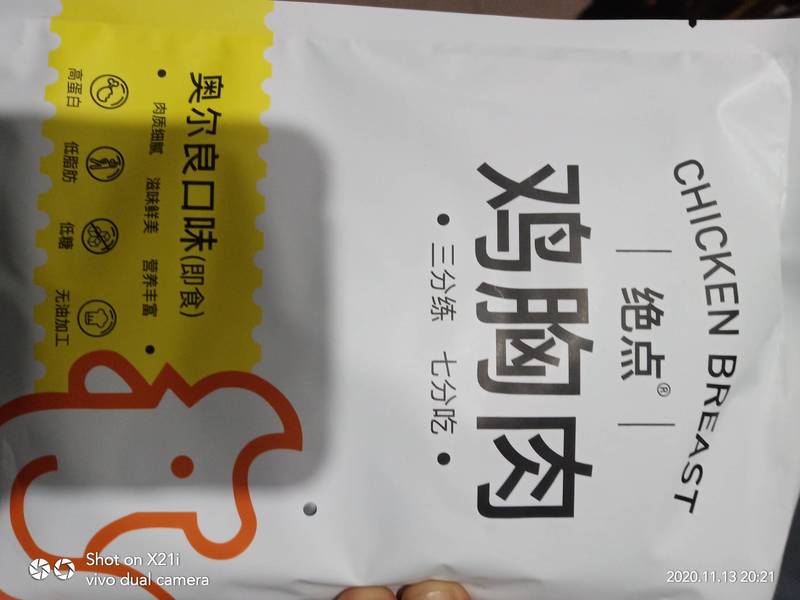 CHICKEN BREAST
绝点®
鸡胸肉
• 三分练 七分吃 •
奥尔良口味(即食)
• 肉质细腻 滋味鲜美 营养丰富 •
高蛋白 低脂肪 低糖 无油加工
Shot on X21i
vivo dual camera
2020.11.13 20:21